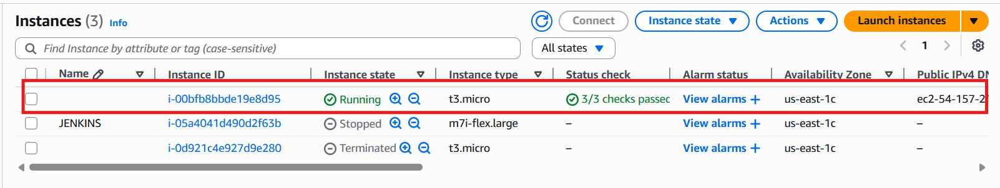 Instances (3) Info Connect Instance state Actions Launch instances
Find Instance by attribute or tag (case-sensitive) All states 1
Name Instance ID Instance state Instance type Status check Alarm status Availability Zone Public IPv4 DN
i-00bfb8bbde19e8d95 Running t3.micro 3/3 checks passec View alarms + us-east-1c ec2-54-157-2
JENKINS i-05a4041d490d2f63b Stopped m7i-flex.large – View alarms + us-east-1c –
i-0d921c4e927d9e280 Terminated t3.micro – View alarms + us-east-1c –